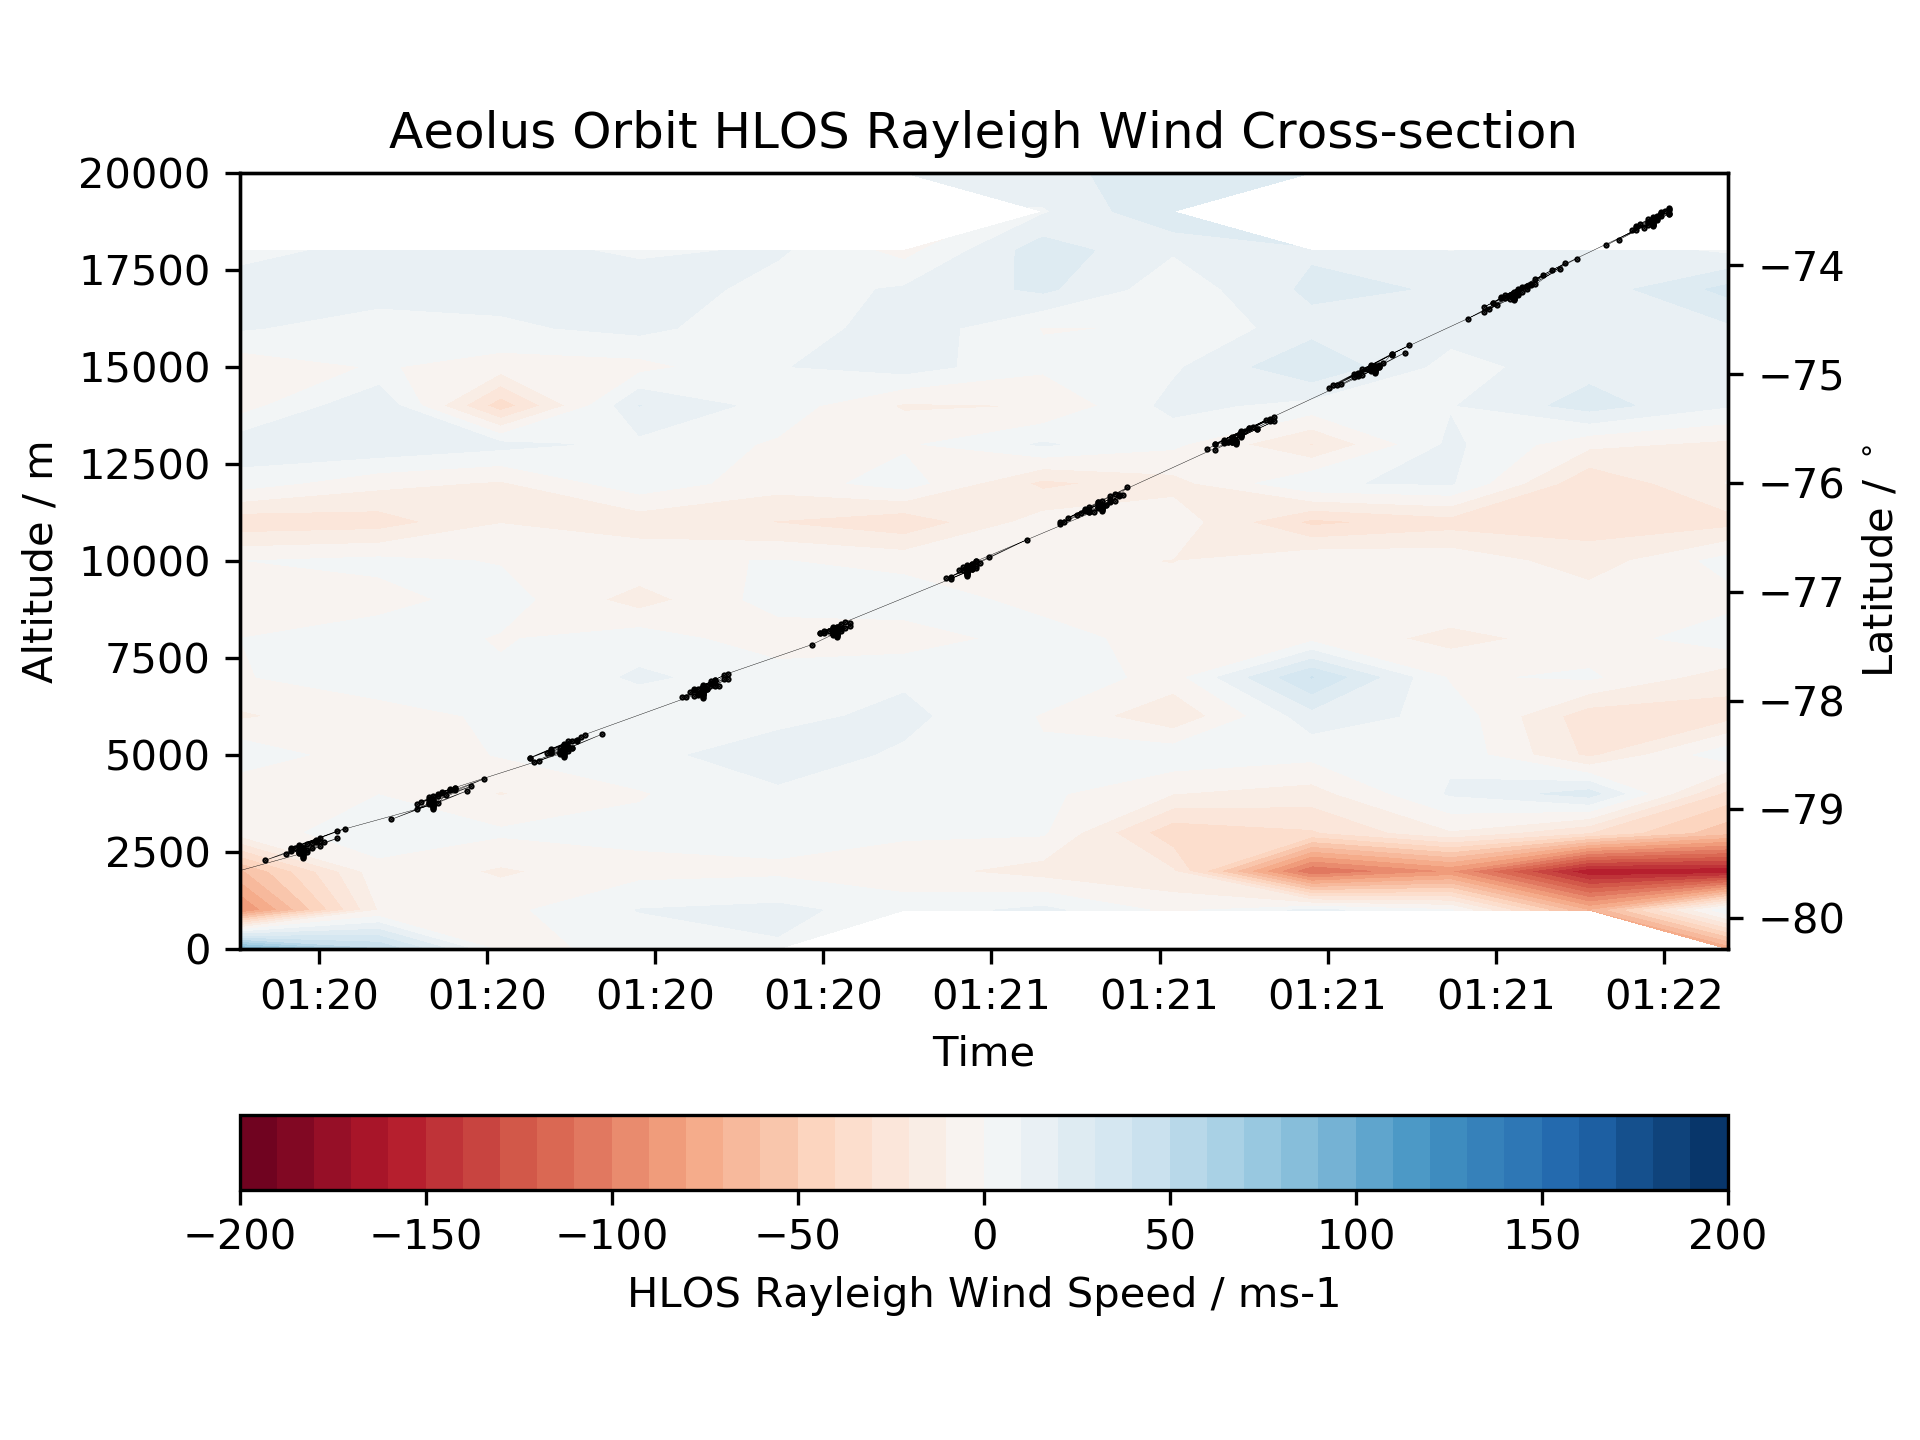 Aeolus Orbit HLOS Rayleigh Wind Cross-section
20000
17500
15000
12500
10000
7500
5000
2500
0
Altitude / m
−74
−75
−76
−77
−78
−79
−80
Latitude / °
01:20 01:20 01:20 01:20 01:21 01:21 01:21 01:21 01:22
Time
−200 −150 −100 −50 0 50 100 150 200
HLOS Rayleigh Wind Speed / ms-1